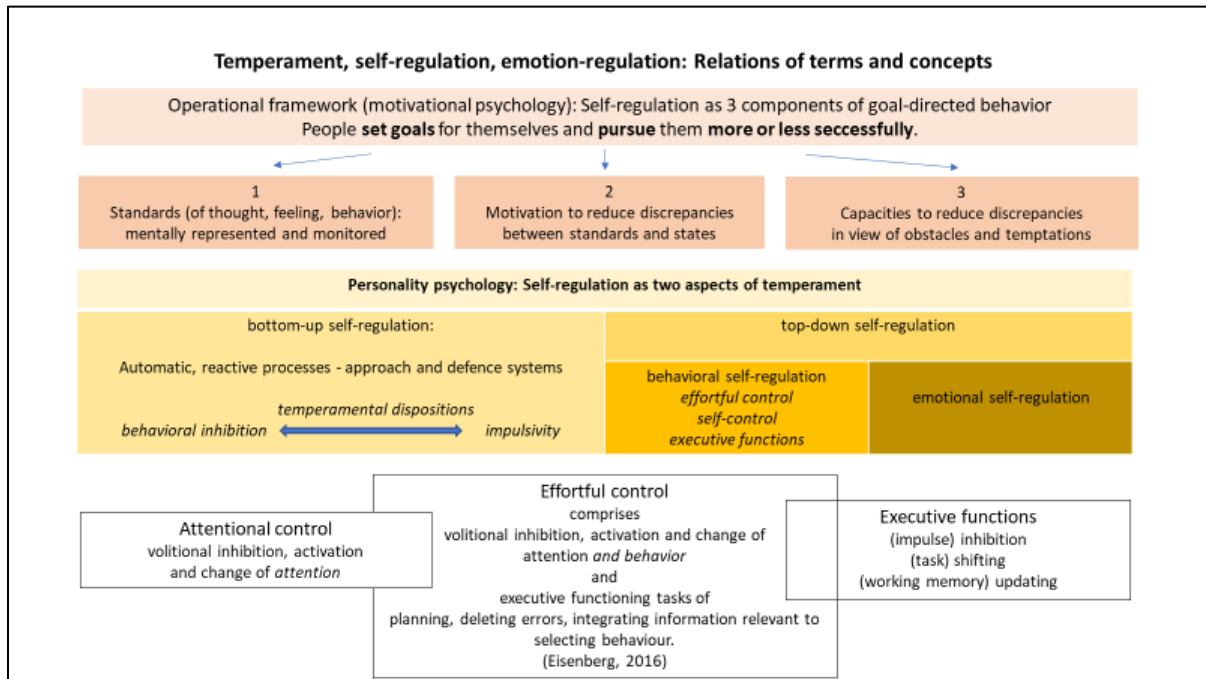 Temperament, self-regulation, emotion-regulation: Relations of terms and concepts
Operational framework (motivational psychology): Self-regulation as 3 components of goal-directed behavior
People set goals for themselves and pursue them more or less seccessfully.
1
Standards (of thought, feeling, behavior):
mentally represented and monitored
2
Motivation to reduce discrepancies
between standards and states
3
Capacities to reduce discrepancies
in view of obstacles and temptations
Personality psychology: Self-regulation as two aspects of temperament
bottom-up self-regulation:
Automatic, reactive processes - approach and defence systems
temperamental dispositions
behavioral inhibition
impulsivity
top-down self-regulation
behavioral self-regulation
effortful control
self-control
executive functions
emotional self-regulation
Attentional control
volitional inhibition, activation
and change of attention
Effortful control
comprises
volitional inhibition, activation and change of
attention and behavior
and
executive functioning tasks of
planning, deleting errors, integrating information relevant to
selecting behaviour.
(Eisenberg, 2016)
Executive functions
(impulse) inhibition
(task) shifting
(working memory) updating